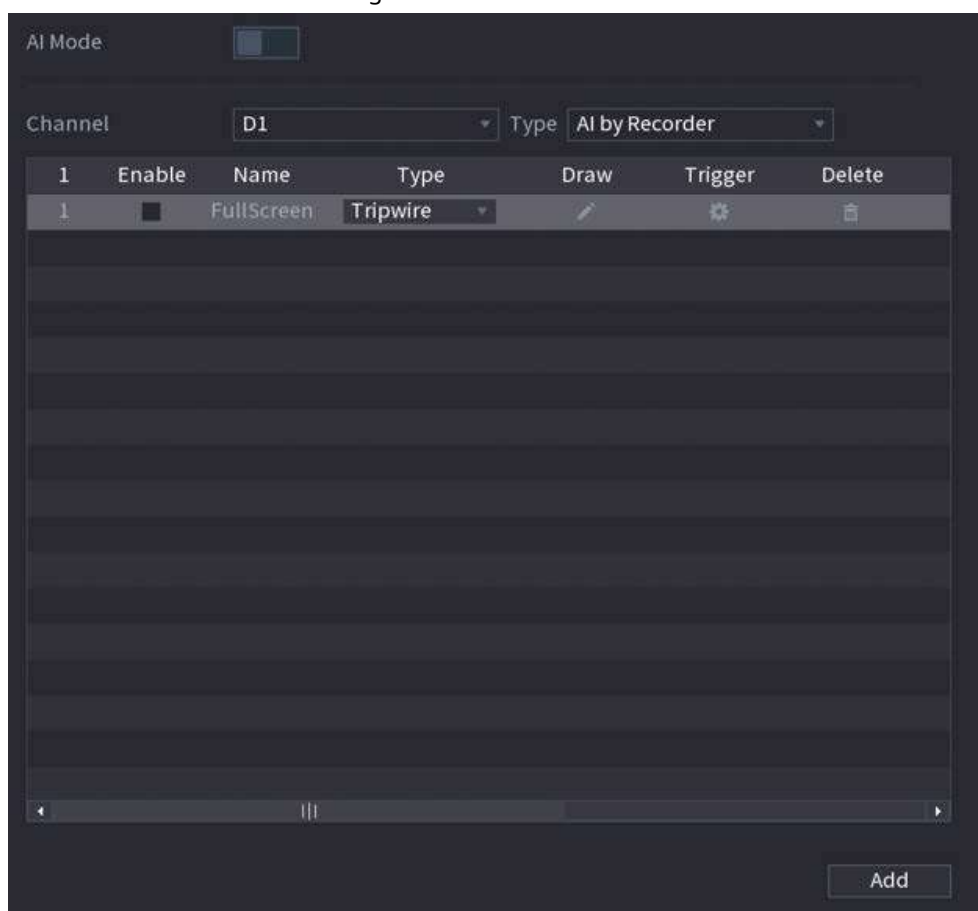 AI Mode
Channel D1 Type AI by Recorder
1 Enable Name Type Draw Trigger Delete
1 FullScreen Tripwire
Add